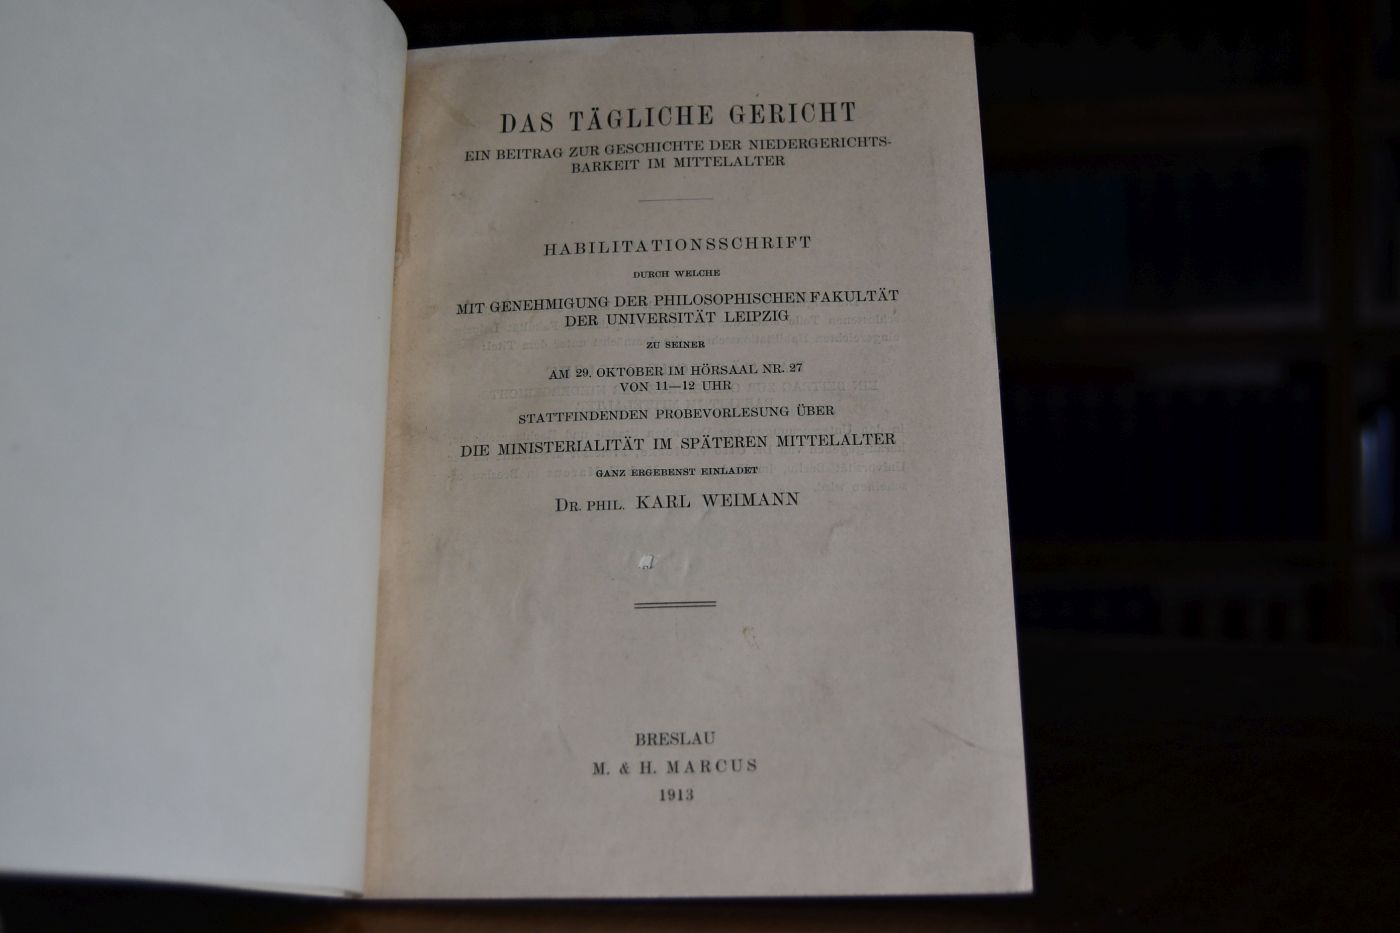 DAS TÄGLICHE GERICHT
EIN BEITRAG ZUR GESCHICHTE DER NIEDERGERICHTS-
BARKEIT IM MITTELALTER
HABILITATIONSSCHRIFT
DURCH WELCHE
MIT GENEHMIGUNG DER PHILOSOPHISCHEN FAKULTÄT
DER UNIVERSITÄT LEIPZIG
ZU SEINER
AM 29. OKTOBER IM HÖRSAAL NR. 27
VON 11—12 UHR
STATTFINDENDEN PROBEVORLESUNG ÜBER
DIE MINISTERIALITÄT IM SPÄTEREN MITTELALTER
GANZ ERGEBENST EINLADET
DR. PHIL. KARL WEIMANN
BRESLAU
M. & H. MARCUS
1913